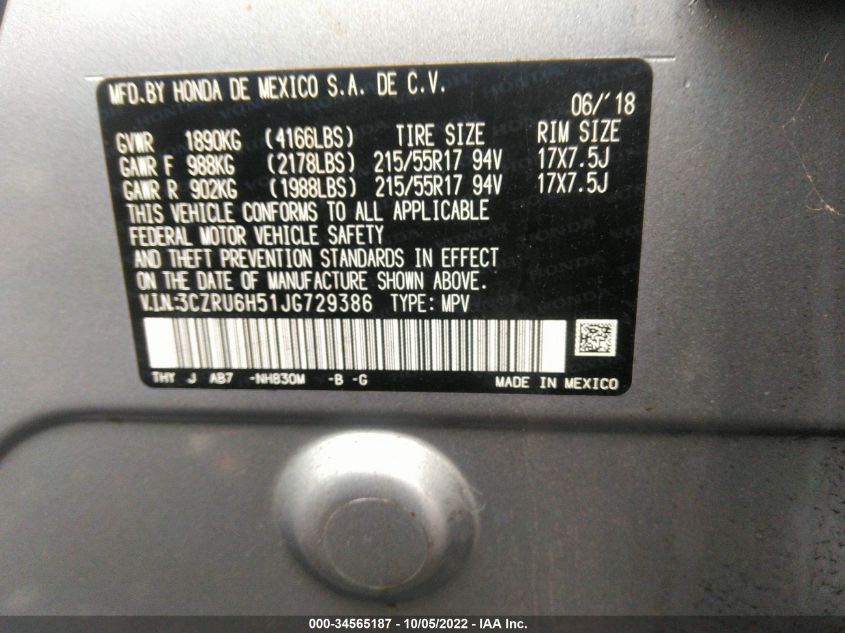 MFD.BY HONDA DE MEXICO S.A. DE C.V.
06/'18
GVWR 1890KG (4166LBS) TIRE SIZE RIM SIZE
GAWR F 988KG (2178LBS) 215/55R17 94V 17X7.5J
GAWR R 902KG (1988LBS) 215/55R17 94V 17X7.5J
THIS VEHICLE CONFORMS TO ALL APPLICABLE
FEDERAL MOTOR VEHICLE SAFETY
AND THEFT PREVENTION STANDARDS IN EFFECT
ON THE DATE OF MANUFACTURE SHOWN ABOVE.
V.I.N:3CZRU6H51JG729386 TYPE: MPV
THY J AB7 -NH830M -B -G MADE IN MEXICO
000-34565187 - 10/05/2022 - IAA Inc.